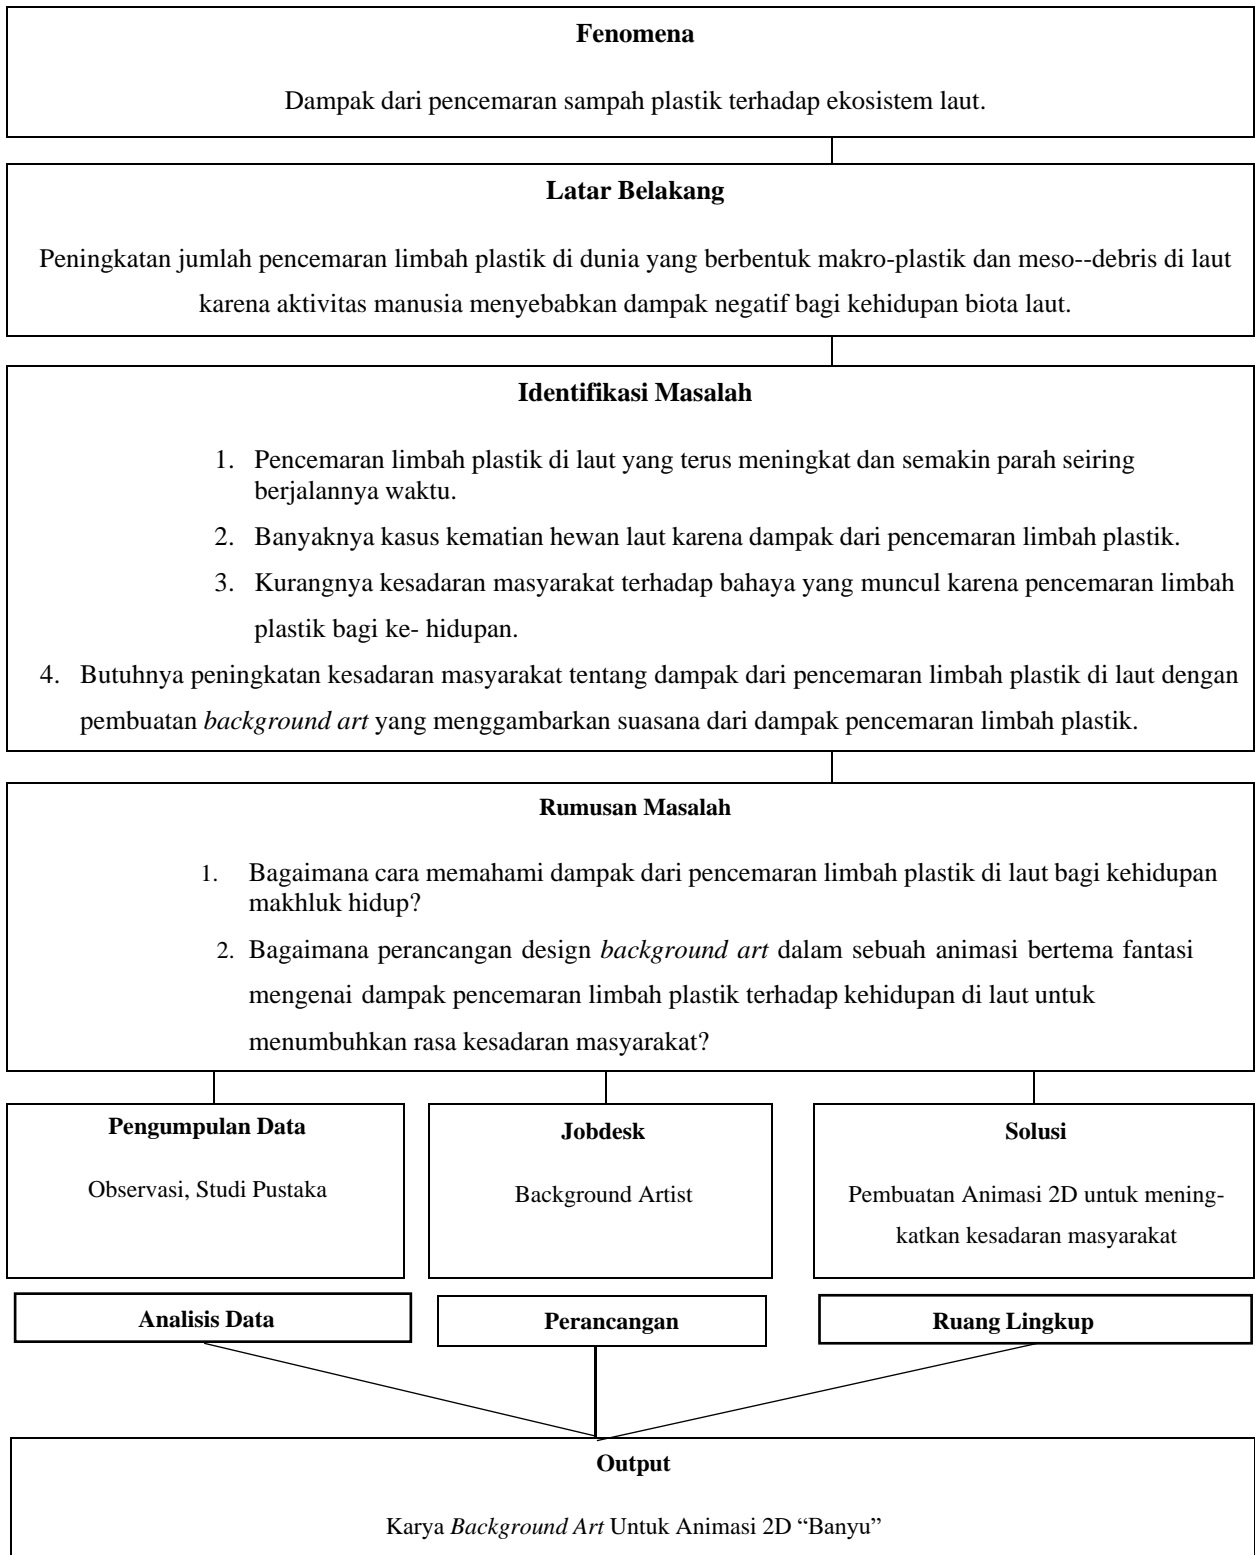 Fenomena
Dampak dari pencemaran sampah plastik terhadap ekosistem laut.
Latar Belakang
Peningkatan jumlah pencemaran limbah plastik di dunia yang berbentuk makro-plastik dan meso--debris di laut
karena aktivitas manusia menyebabkan dampak negatif bagi kehidupan biota laut.
Identifikasi Masalah
1. Pencemaran limbah plastik di laut yang terus meningkat dan semakin parah seiring
berjalannya waktu.
2. Banyaknya kasus kematian hewan laut karena dampak dari pencemaran limbah plastik.
3. Kurangnya kesadaran masyarakat terhadap bahaya yang muncul karena pencemaran limbah
plastik bagi ke- hidupan.
4. Butuhnya peningkatan kesadaran masyarakat tentang dampak dari pencemaran limbah plastik di laut dengan
pembuatan background art yang menggambarkan suasana dari dampak pencemaran limbah plastik.
Rumusan Masalah
1. Bagaimana cara memahami dampak dari pencemaran limbah plastik di laut bagi kehidupan
makhluk hidup?
2. Bagaimana perancangan design background art dalam sebuah animasi bertema fantasi
mengenai dampak pencemaran limbah plastik terhadap kehidupan di laut untuk
menumbuhkan rasa kesadaran masyarakat?
Pengumpulan Data
Observasi, Studi Pustaka
Jobdesk
Background Artist
Solusi
Pembuatan Animasi 2D untuk mening-
katkan kesadaran masyarakat
Analisis Data
Perancangan
Ruang Lingkup
Output
Karya Background Art Untuk Animasi 2D “Banyu”